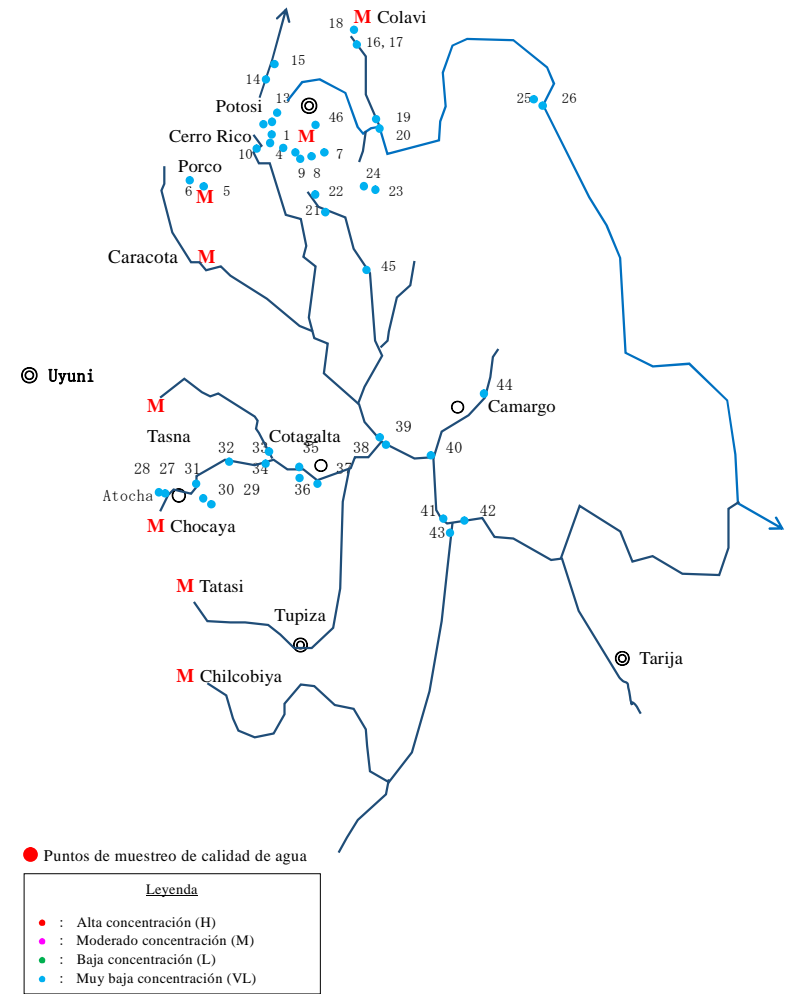 18 M Colavi
16, 17
15
14
13
Potosi
46
19
Cerro Rico 1 M
20
10 4 7
9 8
Porco
24
6 M 5
22 23
21
Caracota M
45
Uyuni
44
M
Camargo
39
Tasna Cotagalta
32 33 35 38 40
28 27 31 34 37
Atocha 30 29 36
M Chocaya
41 42
43
M Tatasi
Tupiza
Tarija
M Chilcobiya
Puntos de muestreo de calidad de agua
Leyenda
: Alta concentración (H)
: Moderado concentración (M)
: Baja concentración (L)
: Muy baja concentración (VL)